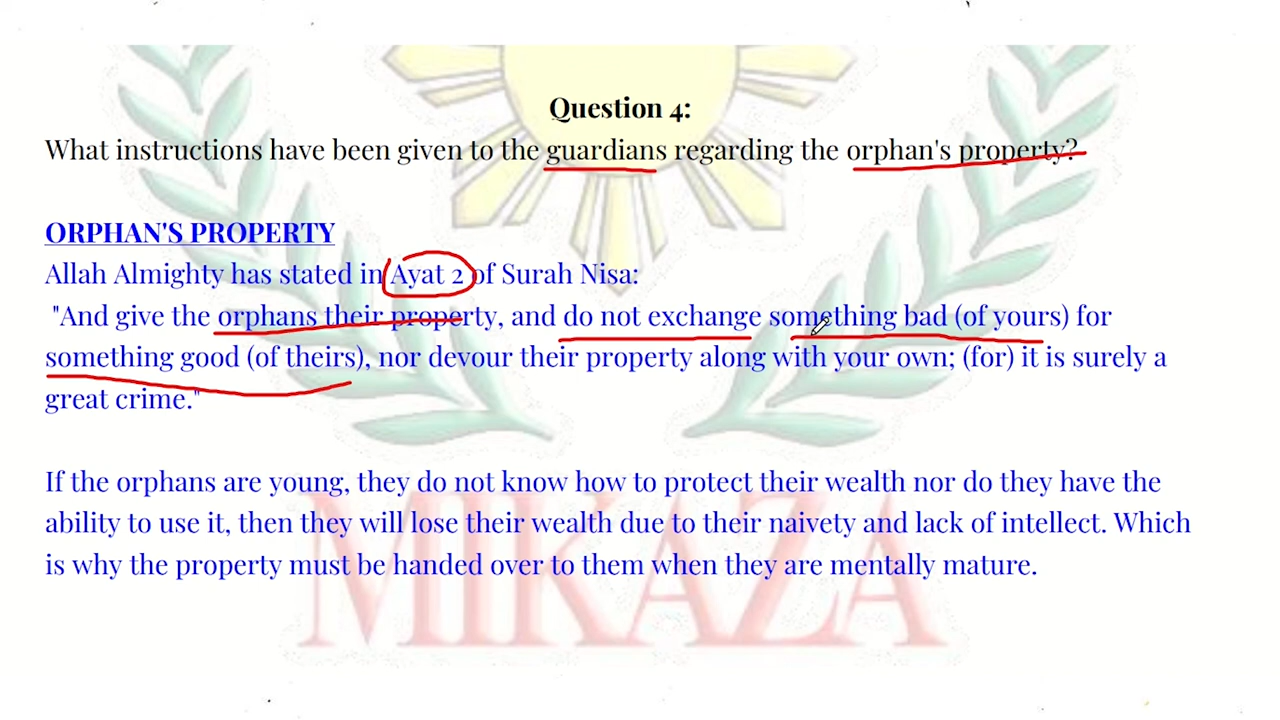 Question 4:
What instructions have been given to the guardians regarding the orphan's property?
ORPHAN'S PROPERTY
Allah Almighty has stated in Ayat 2 of Surah Nisa:
"And give the orphans their property, and do not exchange something bad (of yours) for
something good (of theirs), nor devour their property along with your own; (for) it is surely a
great crime."
If the orphans are young, they do not know how to protect their wealth nor do they have the
ability to use it, then they will lose their wealth due to their naivety and lack of intellect. Which
is why the property must be handed over to them when they are mentally mature.
MIKAZA